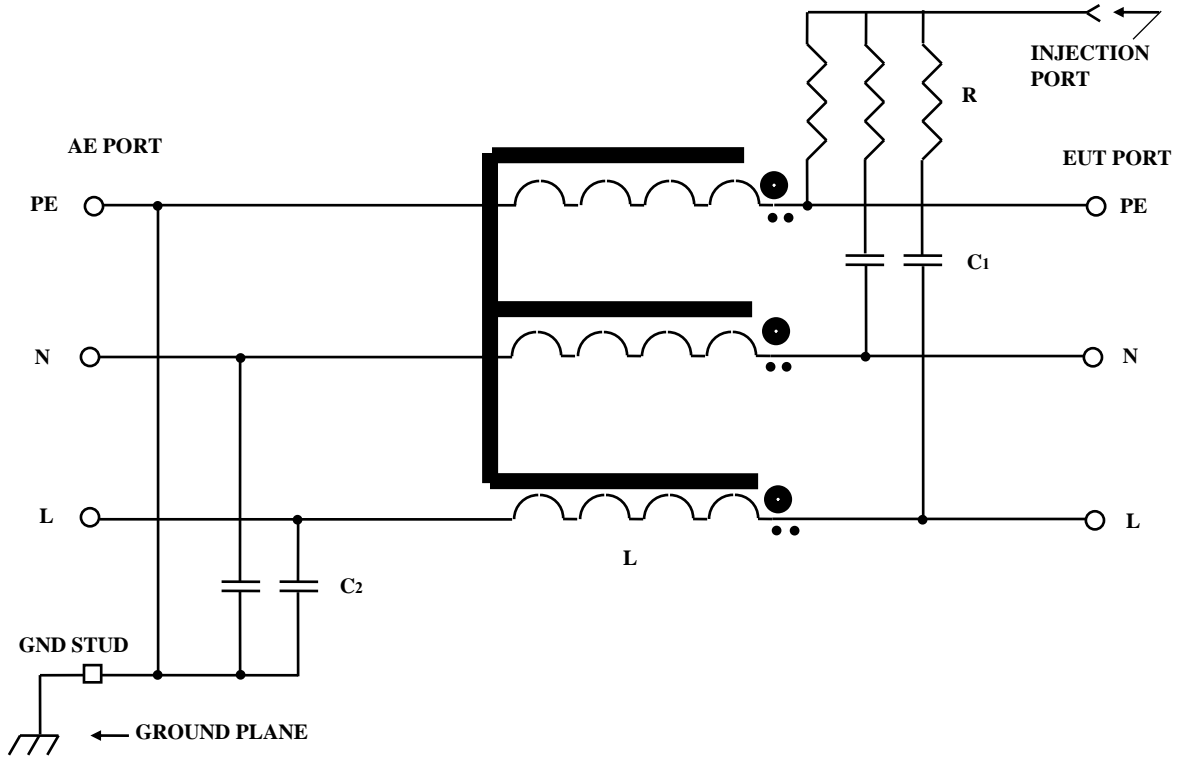 INJECTION
PORT
R
AE PORT
EUT PORT
PE
PE
C1
N
N
L
L
L
C2
GND STUD
GROUND PLANE